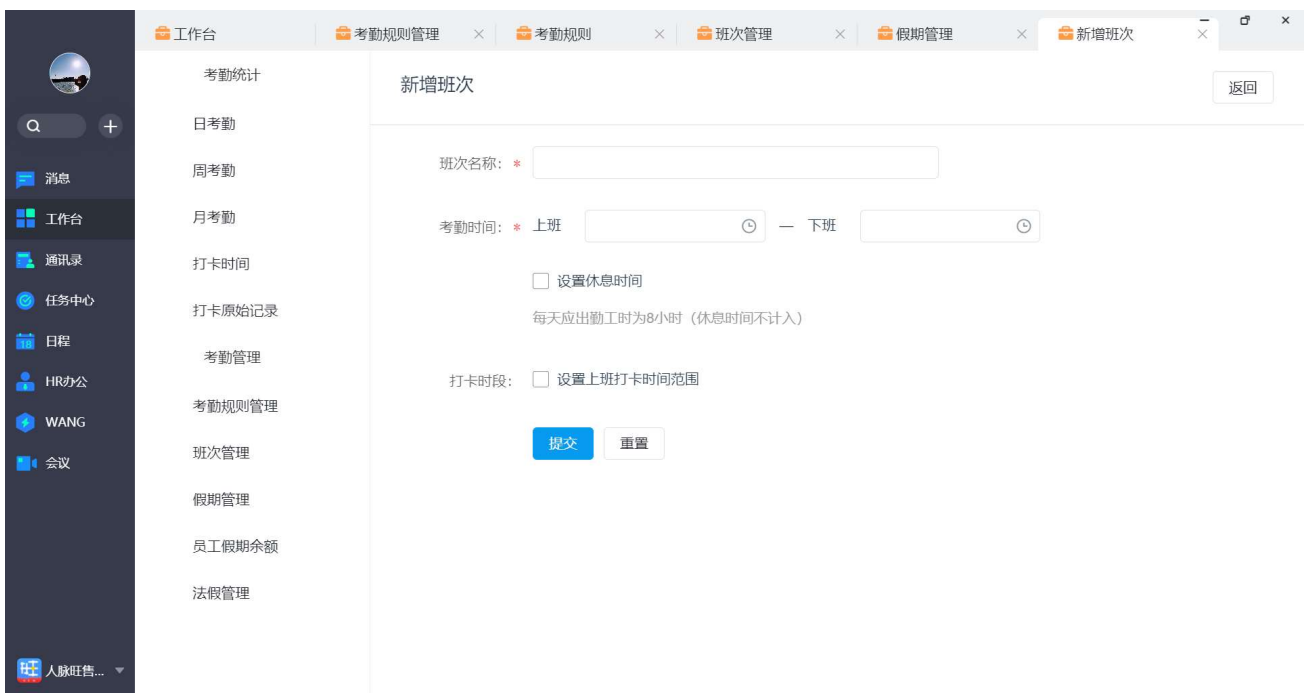 工作台
考勤规则管理
考勤规则
班次管理
假期管理
新增班次
消息
工作台
通讯录
任务中心
18
日程
HR办公
WANG
会议
旺
人脉旺售...
考勤统计
日考勤
周考勤
月考勤
打卡时间
打卡原始记录
考勤管理
考勤规则管理
班次管理
假期管理
员工假期余额
法假管理
新增班次
返回
班次名称: *
考勤时间: * 上班 — 下班
设置休息时间
每天应出勤工时为8小时（休息时间不计入）
打卡时段: 设置上班打卡时间范围
提交 重置